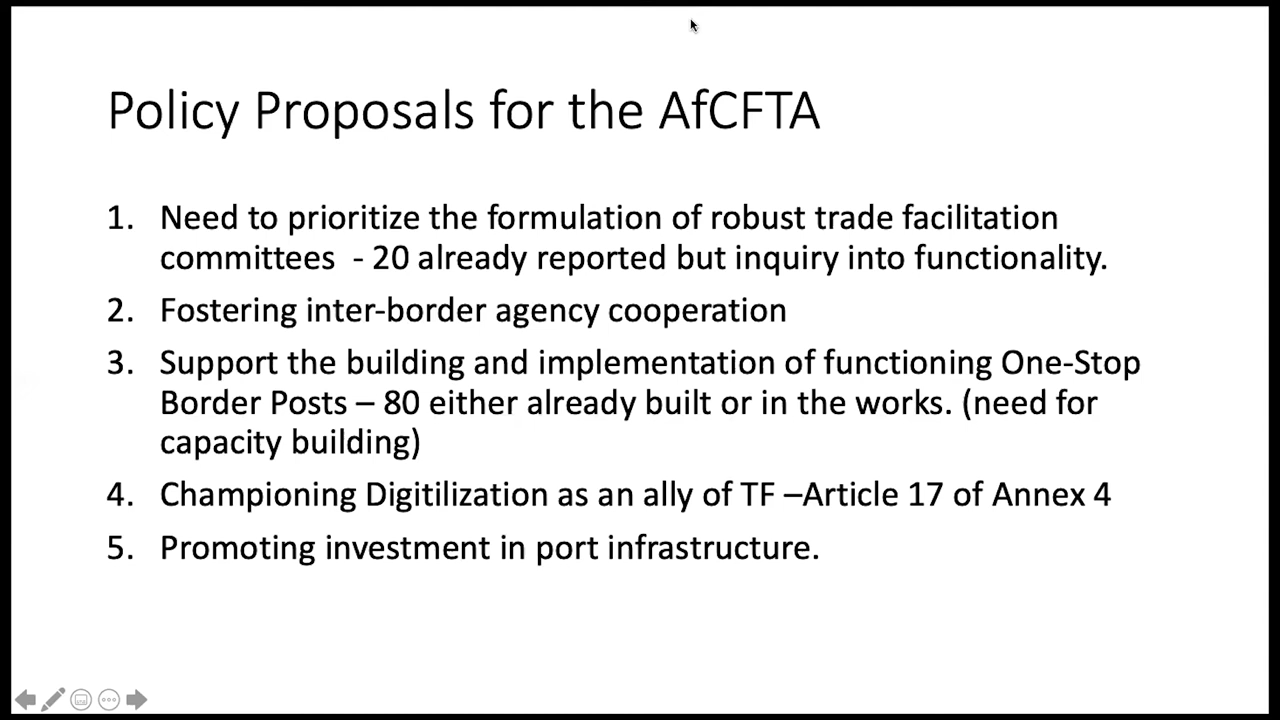 Policy Proposals for the AfCFTA
1. Need to prioritize the formulation of robust trade facilitation
committees - 20 already reported but inquiry into functionality.
2. Fostering inter-border agency cooperation
3. Support the building and implementation of functioning One-Stop
Border Posts – 80 either already built or in the works. (need for
capacity building)
4. Championing Digitilization as an ally of TF –Article 17 of Annex 4
5. Promoting investment in port infrastructure.